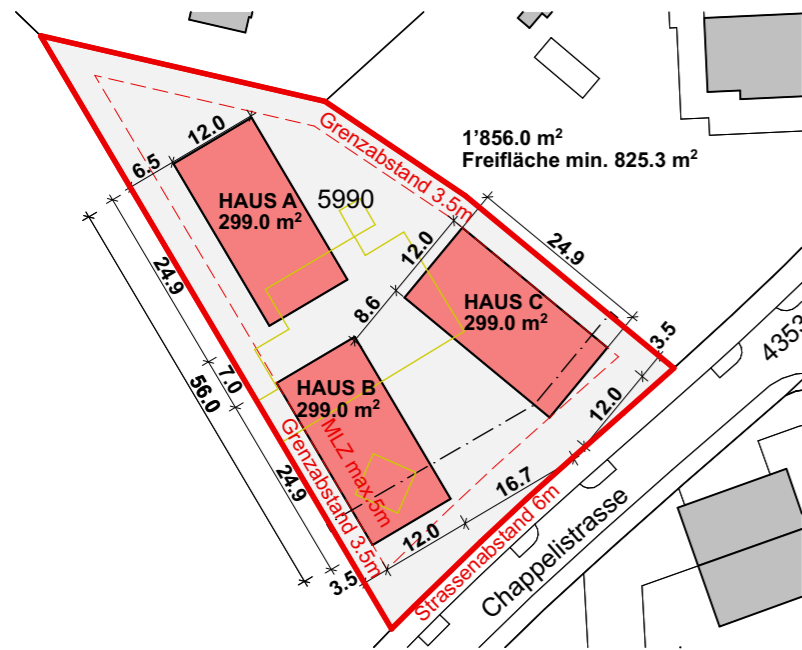 12.0
6.5
HAUS A
299.0 m²
5990
Grenzabstand 3.5m
1’856.0 m²
Freifläche min. 825.3 m²
24.9
12.0
24.9
8.6
HAUS C
299.0 m²
3.5
4353
7.0
56.0
HAUS B
299.0 m²
12.0
MLZ max 5m
Grenzabstand 3.5m
24.9
16.7
12.0
3.5
Strassenabstand 6m
Chappelistrasse